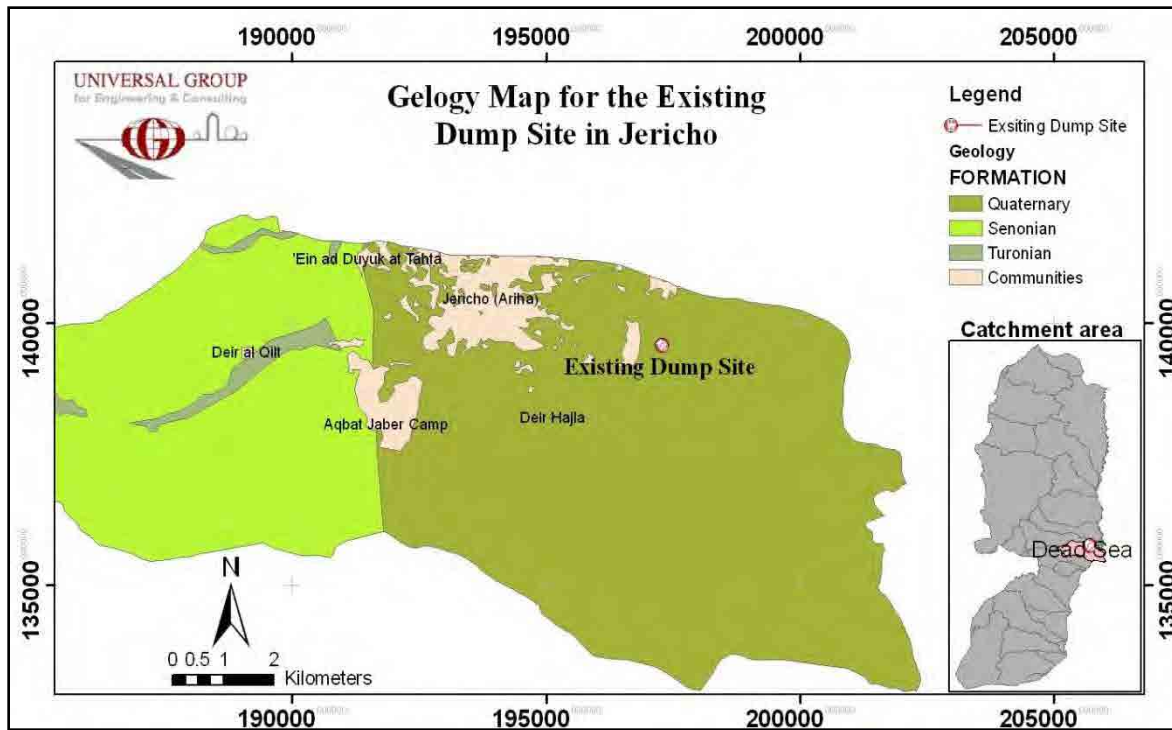 190000
195000
200000
205000
UNIVERSAL GROUP
for Engineering & Consulting
Gelogy Map for the Existing
Dump Site in Jericho
Legend
Exsiting Dump Site
Geology
FORMATION
Quaternary
Senonian
Turonian
Communities
'Ein ad Duyuk at Tahta
Jericho (Ariha)
140000
140000
Deir al Qilt
Existing Dump Site
Aqbat Jaber Camp
Deir Hajla
Catchment area
Dead Sea
N
135000
135000
0 0.5 1 2
Kilometers
190000
195000
200000
205000